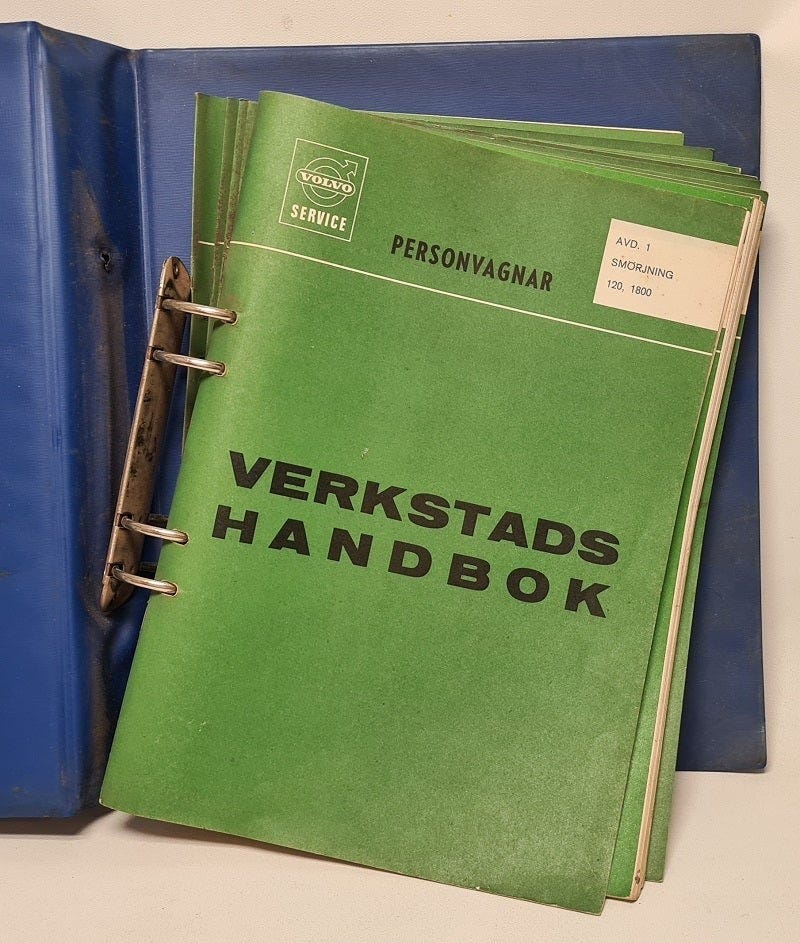 VOLVO
SERVICE
PERSONVAGNAR
AVD. 1
SMÖRJNING
120, 1800
VERKSTADS
HANDBOK